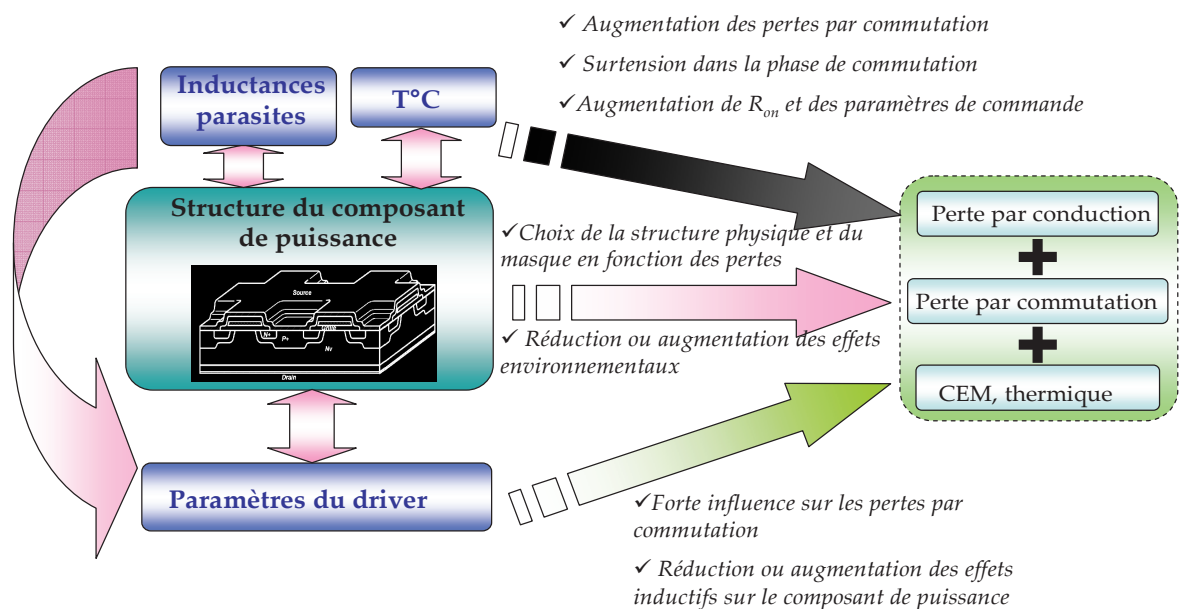 ✓ Augmentation des pertes par commutation
✓ Surtension dans la phase de commutation
✓Augmentation de Ron et des paramètres de commande
Inductances
parasites
T°C
Structure du composant
de puissance
Source
N+
P+
Nν
Drain
✓Choix de la structure physique et du
masque en fonction des pertes
✓ Réduction ou augmentation des effets
environnementaux
Perte par conduction
+
Perte par commutation
+
CEM, thermique
Paramètres du driver
✓Forte influence sur les pertes par
commutation
✓ Réduction ou augmentation des effets
inductifs sur le composant de puissance